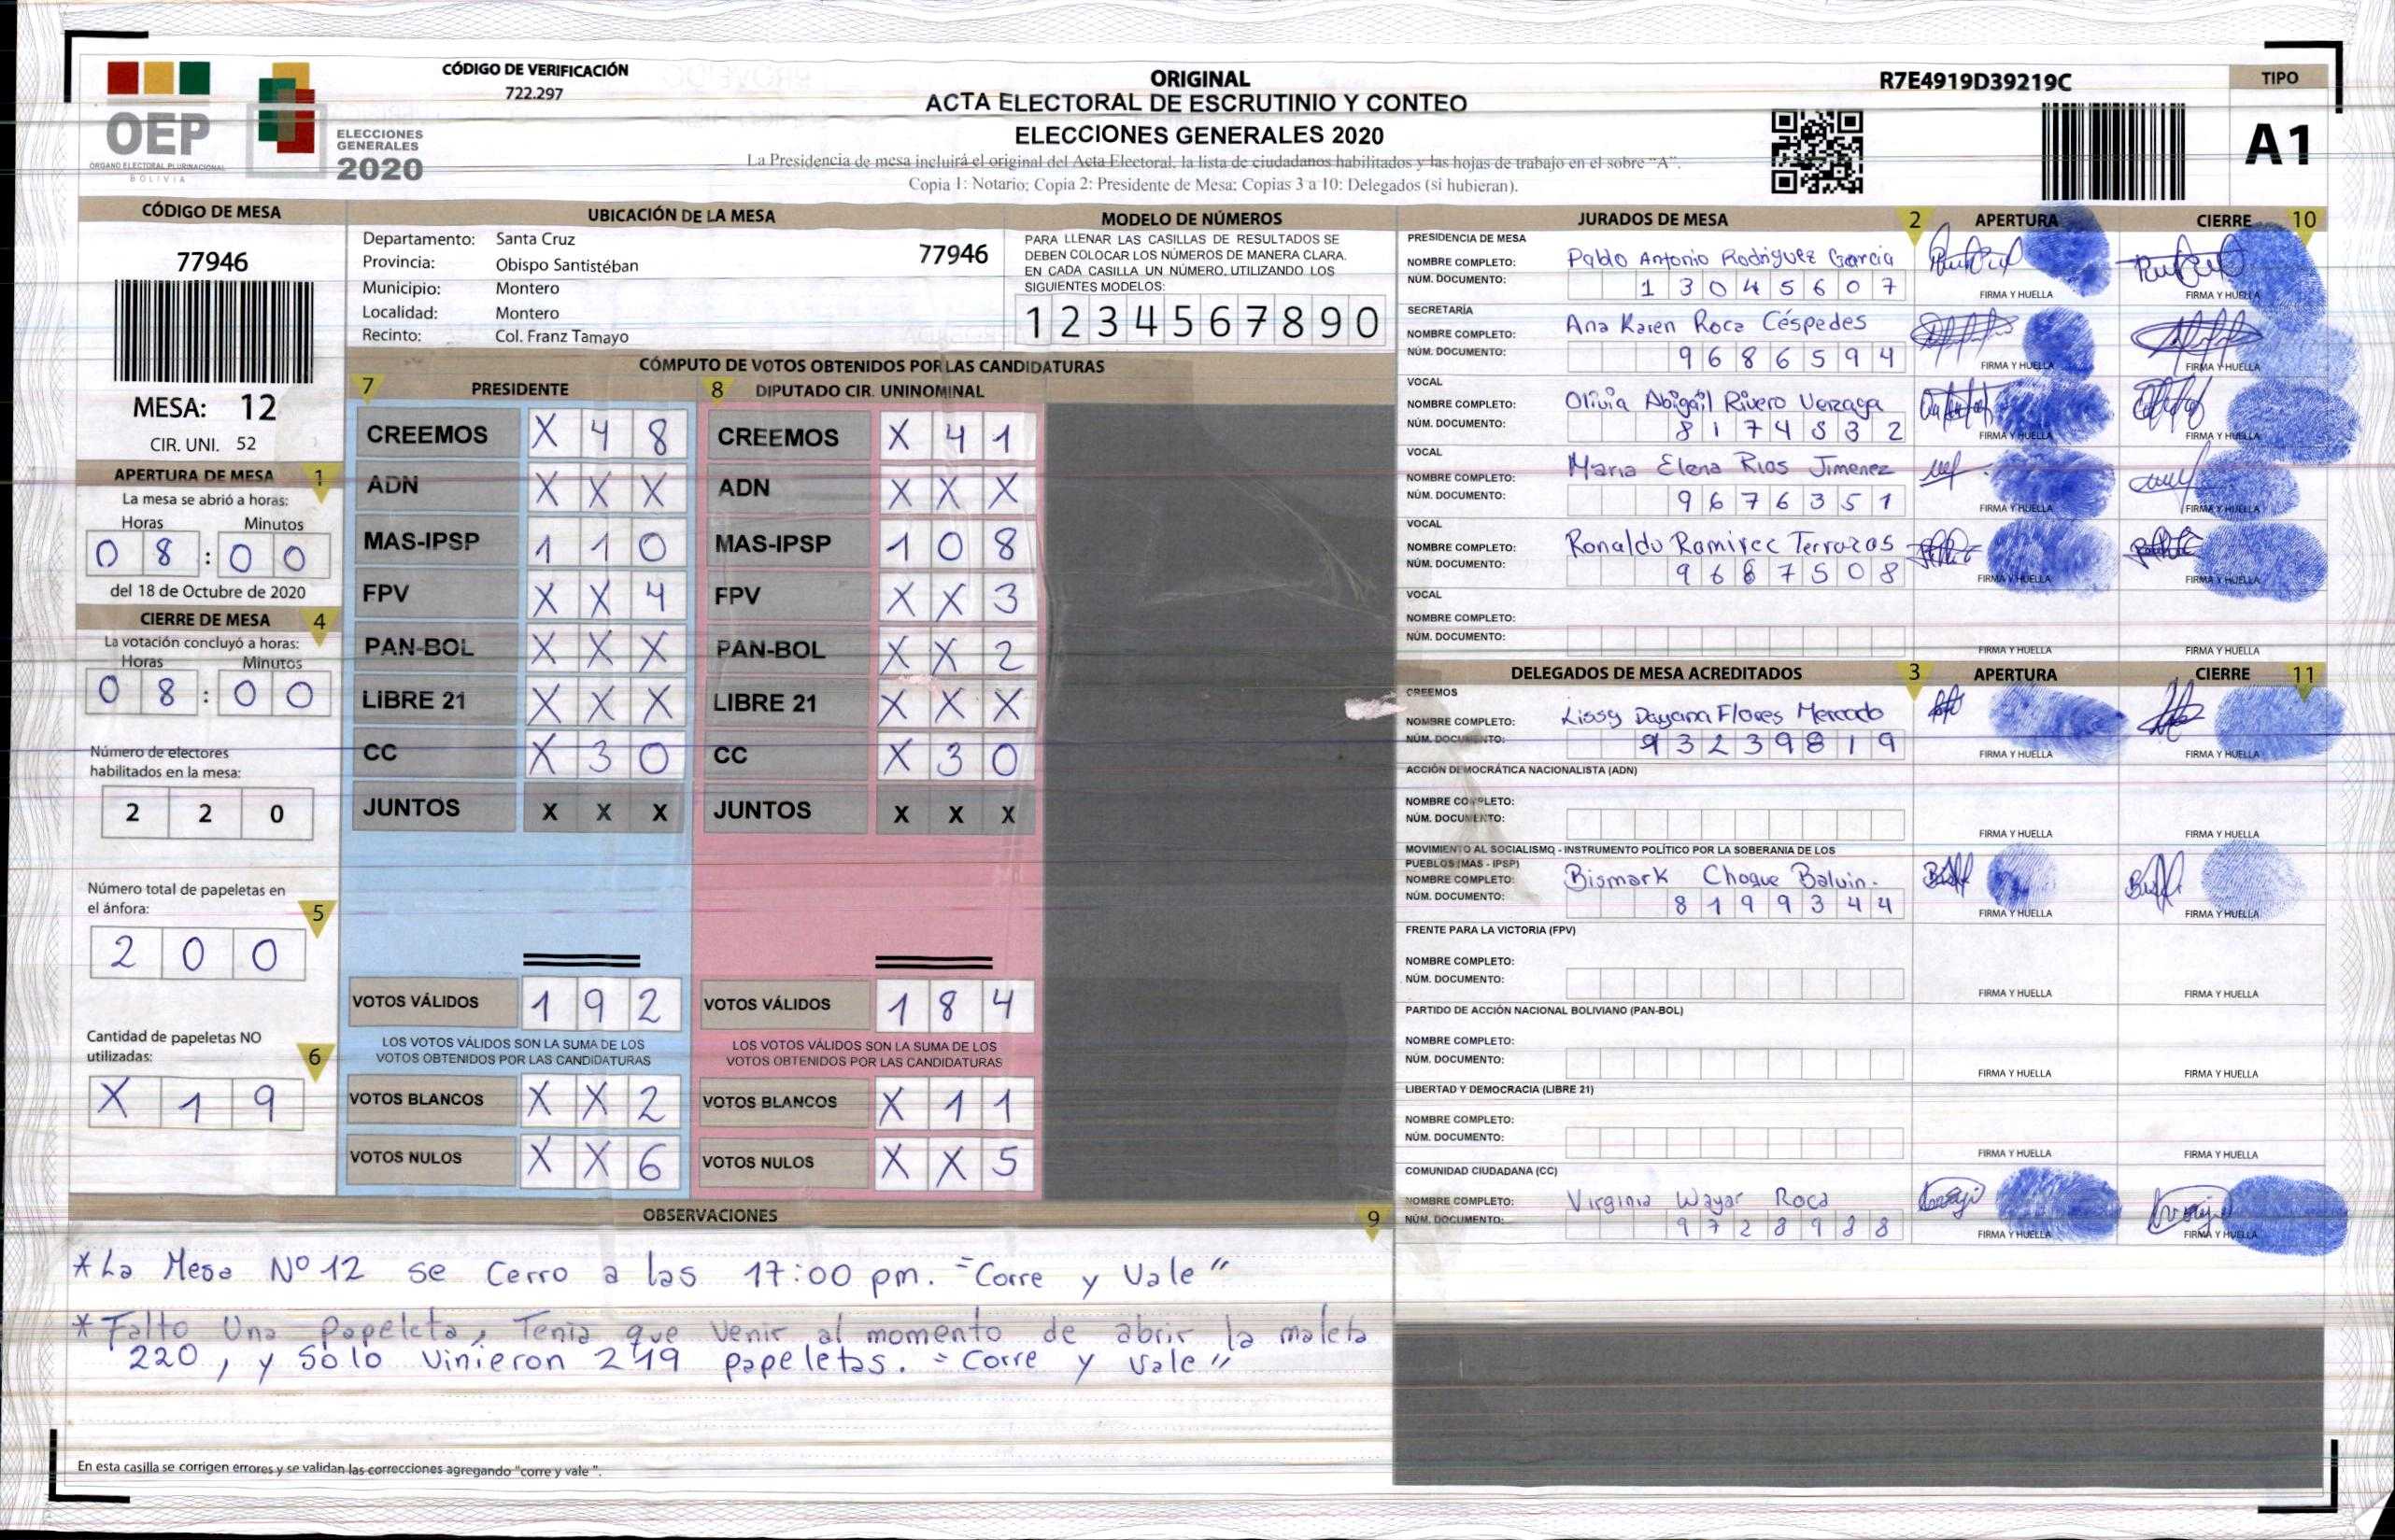 CÓDIGO DE VERIFICACIÓN
722.297
OEP
ÓRGANO ELECTORAL PLURINACIONAL
BOLIVIA
ELECCIONES
GENERALES
2020
ORIGINAL
ACTA ELECTORAL DE ESCRUTINIO Y CONTEO
ELECCIONES GENERALES 2020
La Presidencia de mesa incluirá el original del Acta Electoral, la lista de ciudadanos habilitados y las hojas de trabajo en el sobre "A".
Copia 1: Notario; Copia 2: Presidente de Mesa; Copias 3 a 10: Delegados (si hubieran).
R7E4919D39219C
TIPO
A1
CÓDIGO DE MESA
77946
MESA: 12
CIR. UNI. 52
UBICACIÓN DE LA MESA
Departamento: Santa Cruz
77946
Provincia: Obispo Santistéban
Municipio: Montero
Localidad: Montero
Recinto: Col. Franz Tamayo
MODELO DE NÚMEROS
PARA LLENAR LAS CASILLAS DE RESULTADOS SE
DEBEN COLOCAR LOS NÚMEROS DE MANERA CLARA.
EN CADA CASILLA UN NÚMERO, UTILIZANDO LOS
SIGUIENTES MODELOS:
1 2 3 4 5 6 7 8 9 0
APERTURA DE MESA 1
La mesa se abrió a horas:
Horas Minutos
0 8 : 0 0
del 18 de Octubre de 2020
CIERRE DE MESA 4
La votación concluyó a horas:
Horas Minutos
0 8 : 0 0
Número de electores
habilitados en la mesa:
2 2 0
Número total de papeletas en
el ánfora:
5
2 0 0
Cantidad de papeletas NO
utilizadas:
6
X 1 9
CÓMPUTO DE VOTOS OBTENIDOS POR LAS CANDIDATURAS
7 PRESIDENTE
CREEMOS X 4 8
ADN X X X
MAS-IPSP 1 1 0
FPV X X 4
PAN-BOL X X X
LIBRE 21 X X X
CC X 3 0
JUNTOS X X X
VOTOS VÁLIDOS 1 9 2
LOS VOTOS VÁLIDOS SON LA SUMA DE LOS
VOTOS OBTENIDOS POR LAS CANDIDATURAS
VOTOS BLANCOS X X 2
VOTOS NULOS X X 6
8 DIPUTADO CIR. UNINOMINAL
CREEMOS X 4 1
ADN X X X
MAS-IPSP 1 0 8
FPV X X 3
PAN-BOL X X 2
LIBRE 21 X X X
CC X 3 0
JUNTOS X X X
VOTOS VÁLIDOS 1 8 4
LOS VOTOS VÁLIDOS SON LA SUMA DE LOS
VOTOS OBTENIDOS POR LAS CANDIDATURAS
VOTOS BLANCOS X 1 1
VOTOS NULOS X X 5
JURADOS DE MESA 2 APERTURA CIERRE 10
PRESIDENCIA DE MESA
NOMBRE COMPLETO: Pablo Antonio Rodriguez Garcia
NÚM. DOCUMENTO: 1 3 0 4 5 6 0 7
FIRMA Y HUELLA FIRMA Y HUELLA
SECRETARÍA
NOMBRE COMPLETO: Ana Karen Roca Céspedes
NÚM. DOCUMENTO: 9 6 8 6 5 9 4
FIRMA Y HUELLA FIRMA Y HUELLA
VOCAL
NOMBRE COMPLETO: Olivia Abigail Rivero Verzaga
NÚM. DOCUMENTO: 8 1 7 4 8 3 2
FIRMA Y HUELLA FIRMA Y HUELLA
VOCAL
NOMBRE COMPLETO: Maria Elena Rios Jimenez
NÚM. DOCUMENTO: 9 6 7 6 3 5 1
FIRMA Y HUELLA FIRMA Y HUELLA
VOCAL
NOMBRE COMPLETO: Ronaldo Ramirec Terrazas
NÚM. DOCUMENTO: 9 6 8 7 5 0 8
FIRMA Y HUELLA FIRMA Y HUELLA
VOCAL
NOMBRE COMPLETO:
NÚM. DOCUMENTO:
FIRMA Y HUELLA FIRMA Y HUELLA
DELEGADOS DE MESA ACREDITADOS 3 APERTURA CIERRE 11
CREEMOS
NOMBRE COMPLETO: Lissy Dayana Flores Mercado
NÚM. DOCUMENTO: 9 3 2 3 9 8 1 9
FIRMA Y HUELLA FIRMA Y HUELLA
ACCIÓN DEMOCRÁTICA NACIONALISTA (ADN)
NOMBRE COMPLETO:
NÚM. DOCUMENTO:
FIRMA Y HUELLA FIRMA Y HUELLA
MOVIMIENTO AL SOCIALISMO - INSTRUMENTO POLÍTICO POR LA SOBERANIA DE LOS
PUEBLOS (MAS - IPSP)
NOMBRE COMPLETO: Bismark Choque Baluin.
NÚM. DOCUMENTO: 8 1 9 9 3 4 4
FIRMA Y HUELLA FIRMA Y HUELLA
FRENTE PARA LA VICTORIA (FPV)
NOMBRE COMPLETO:
NÚM. DOCUMENTO:
FIRMA Y HUELLA FIRMA Y HUELLA
PARTIDO DE ACCIÓN NACIONAL BOLIVIANO (PAN-BOL)
NOMBRE COMPLETO:
NÚM. DOCUMENTO:
FIRMA Y HUELLA FIRMA Y HUELLA
LIBERTAD Y DEMOCRACIA (LIBRE 21)
NOMBRE COMPLETO:
NÚM. DOCUMENTO:
FIRMA Y HUELLA FIRMA Y HUELLA
COMUNIDAD CIUDADANA (CC)
NOMBRE COMPLETO: Virginia Wayar Roca
NÚM. DOCUMENTO: 9 7 2 8 9 8 8
FIRMA Y HUELLA FIRMA Y HUELLA
OBSERVACIONES 9
* La Mesa Nº 12 se Cerro a las 17:00 pm. "Corre y Vale"
* Falto Una Papeleta, Tenia que venir al momento de abrir la maleta
220, y Solo vinieron 219 papeletas. "Corre y vale"
En esta casilla se corrigen errores y se validan las correcciones agregando "corre y vale ".